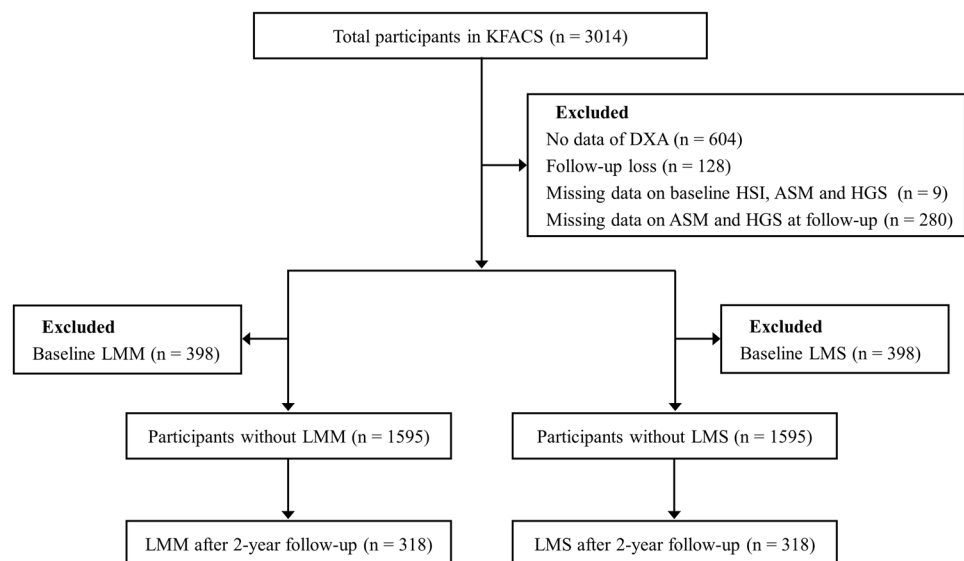 Total participants in KFACS (n = 3014)
Excluded
No data of DXA (n = 604)
Follow-up loss (n = 128)
Missing data on baseline HSI, ASM and HGS (n = 9)
Missing data on ASM and HGS at follow-up (n = 280)
Excluded
Baseline LMM (n = 398)
Excluded
Baseline LMS (n = 398)
Participants without LMM (n = 1595)
Participants without LMS (n = 1595)
LMM after 2-year follow-up (n = 318)
LMS after 2-year follow-up (n = 318)